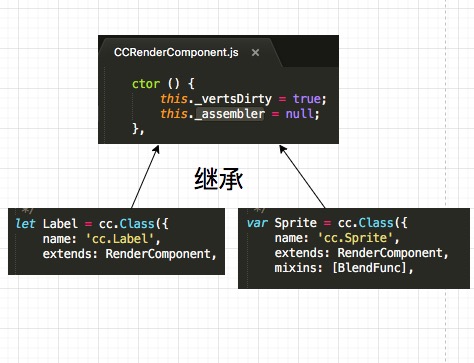 CCRenderComponent.js ×
ctor () {
this._vertsDirty = true;
this._assembler = null;
},
继承
*/
let Label = cc.Class({
name: 'cc.Label',
extends: RenderComponent,
*/
var Sprite = cc.Class({
name: 'cc.Sprite',
extends: RenderComponent,
mixins: [BlendFunc],